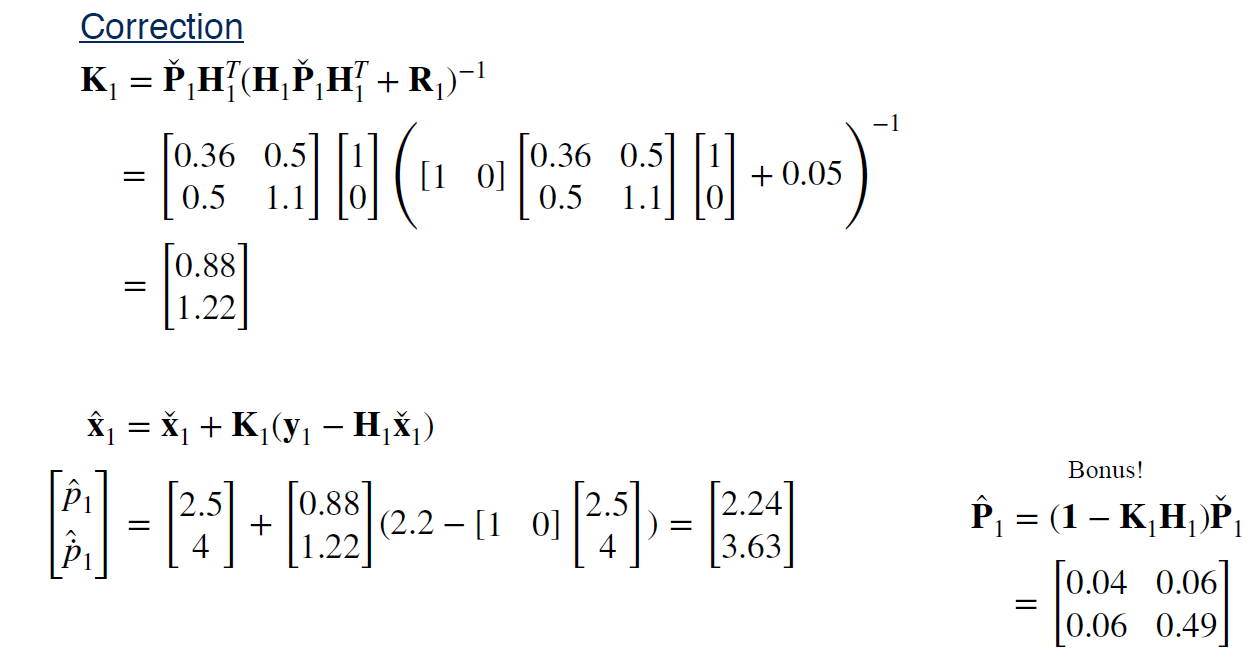 Correction
K₁ = P̌₁H₁ᵀ(H₁P̌₁H₁ᵀ + R₁)⁻¹
= [0.36 0.5; 0.5 1.1] [1; 0] ([1 0] [0.36 0.5; 0.5 1.1] [1; 0] + 0.05)⁻¹
= [0.88; 1.22]
x̂₁ = x̌₁ + K₁(y₁ − H₁x̌₁)
[p̂₁; ṗ̂₁] = [2.5; 4] + [0.88; 1.22] (2.2 − [1 0] [2.5; 4]) = [2.24; 3.63]
Bonus!
P̂₁ = (1 − K₁H₁)P̌₁
= [0.04 0.06; 0.06 0.49]